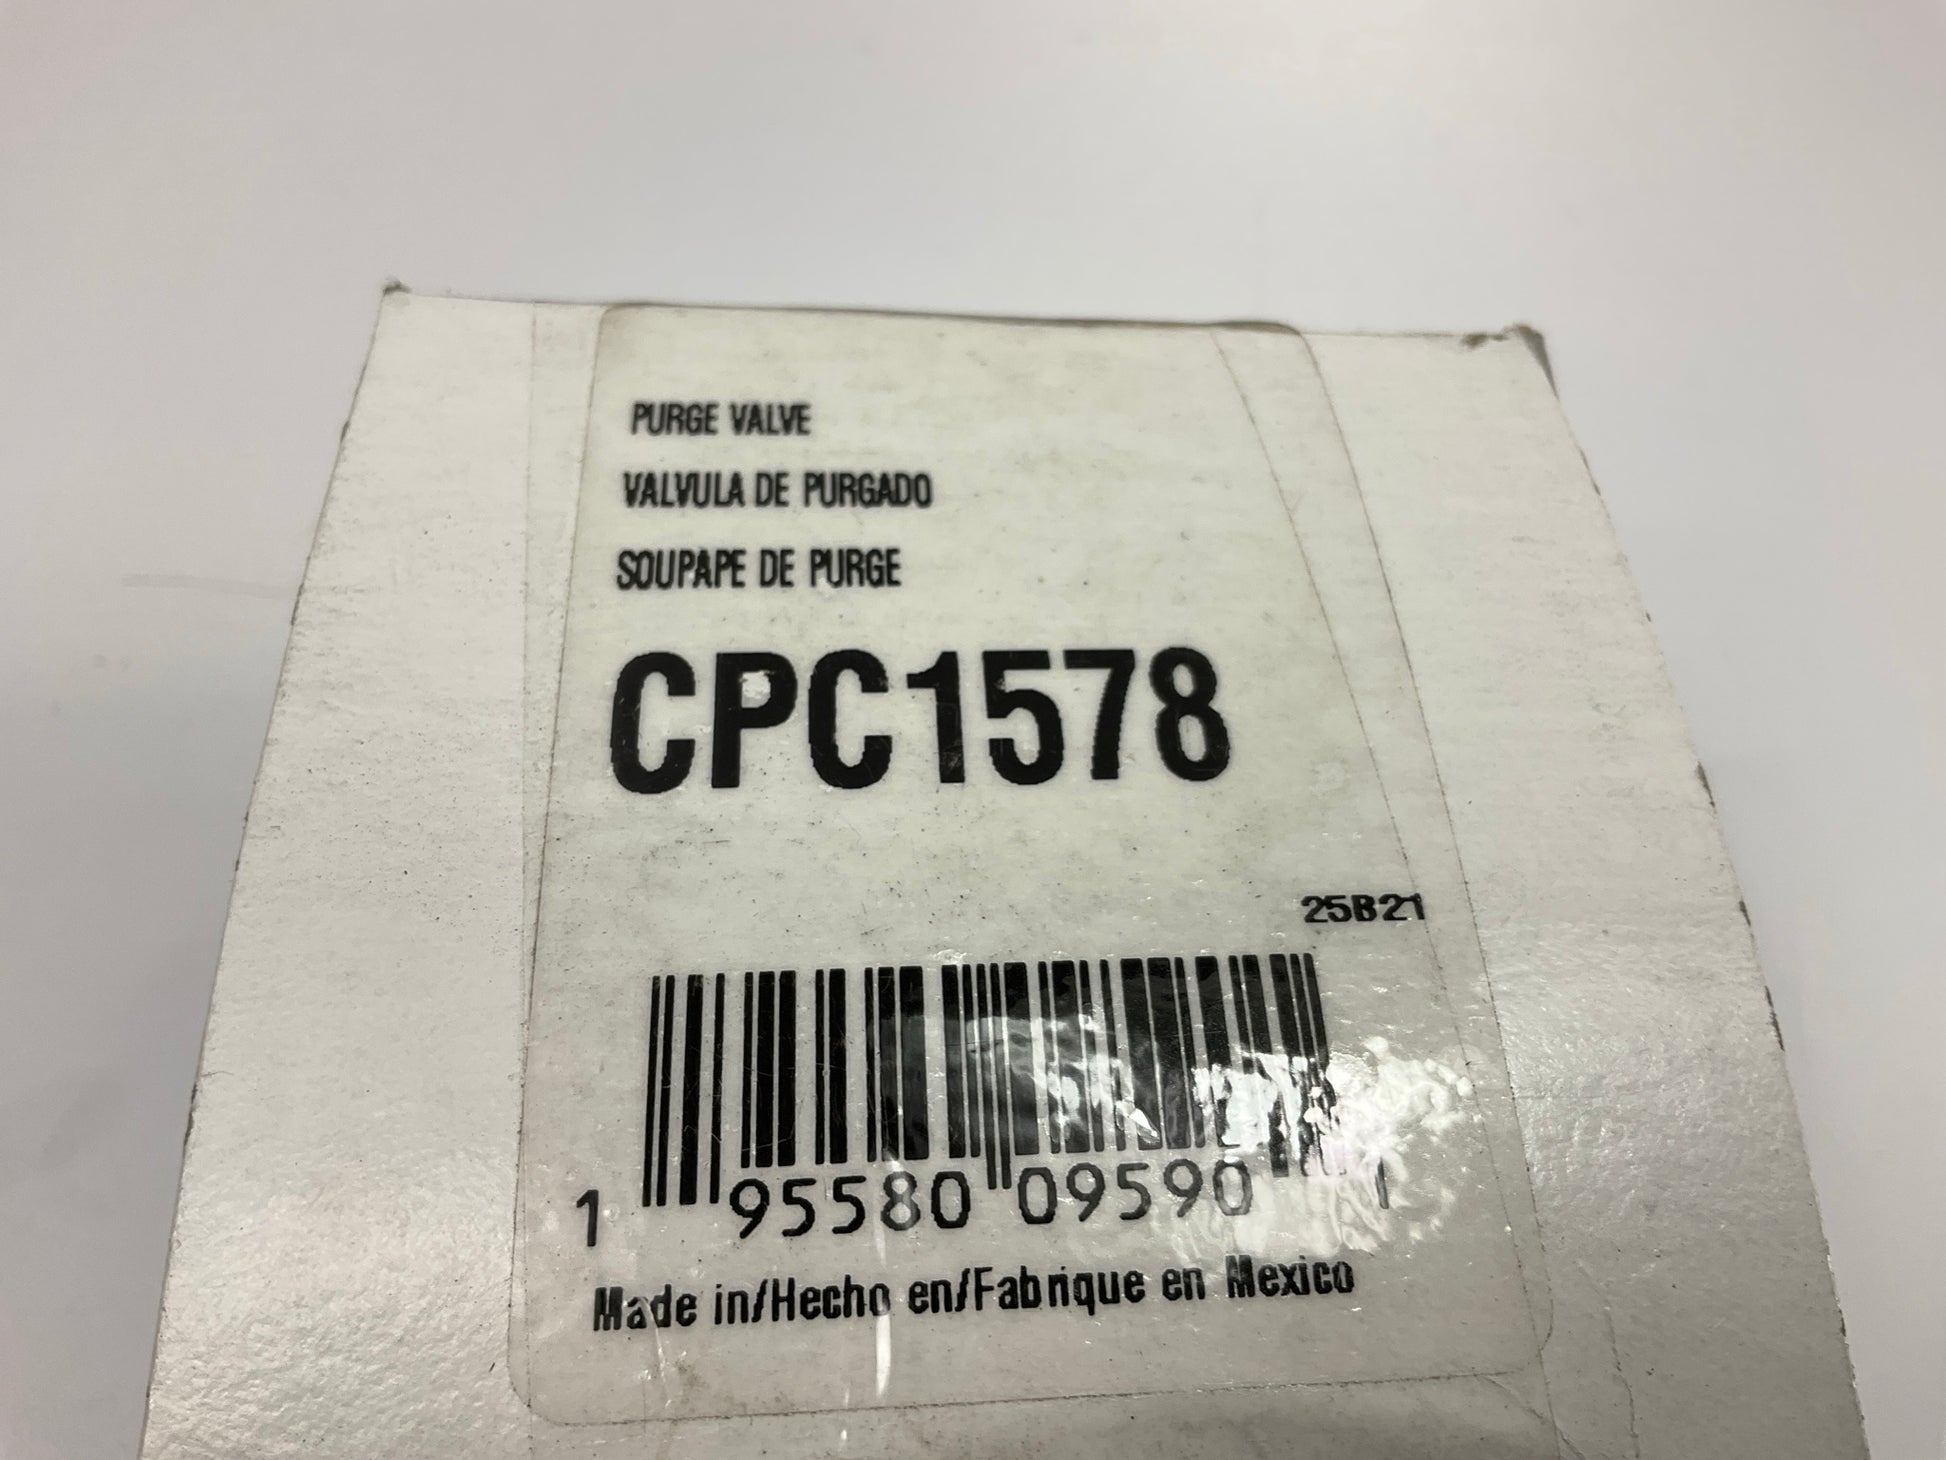 PURGE VALVE
VALVULA DE PURGADO
SOUPAPE DE PURGE
CPC1578
25B21
1 95580 09590 1
Made in/Hecho en/Fabrique en Mexico